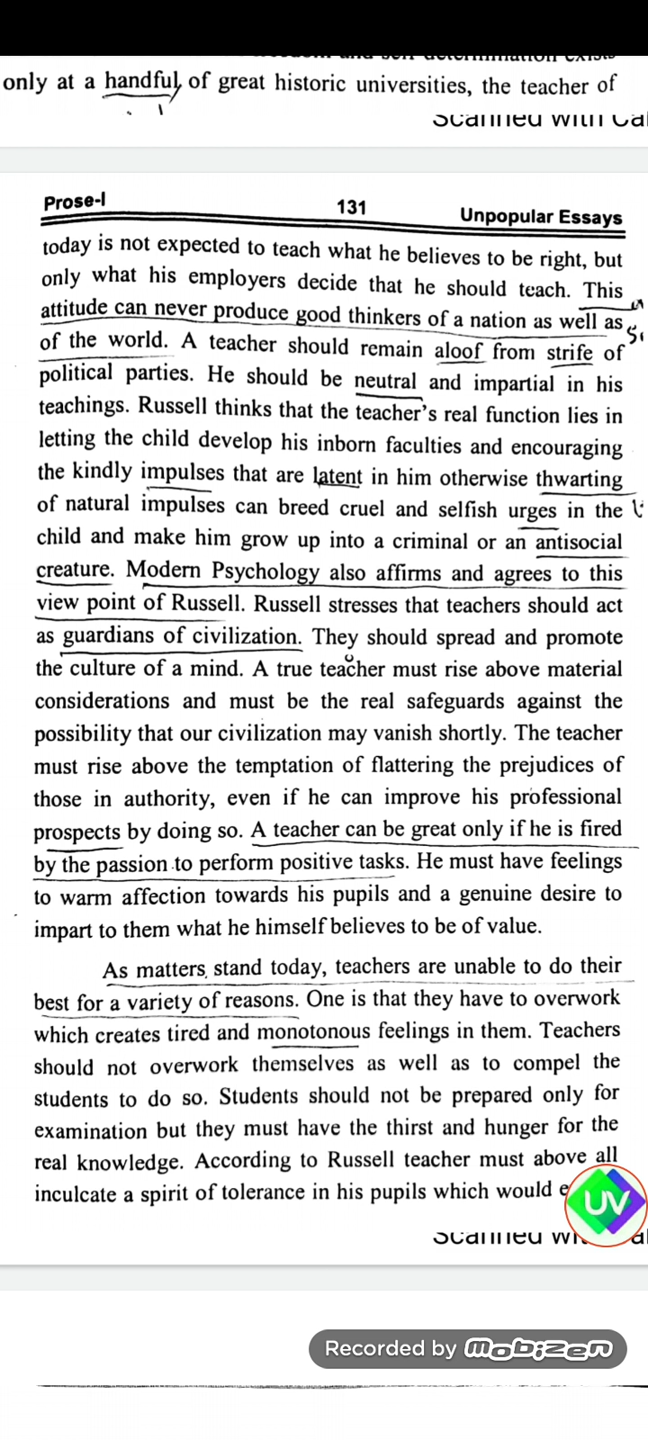 only at a handful, of great historic universities, the teacher of
Scanned with Ca
Prose-I 131 Unpopular Essays
today is not expected to teach what he believes to be right, but
only what his employers decide that he should teach. This
attitude can never produce good thinkers of a nation as well as
of the world. A teacher should remain aloof from strife of
political parties. He should be neutral and impartial in his
teachings. Russell thinks that the teacher's real function lies in
letting the child develop his inborn faculties and encouraging
the kindly impulses that are latent in him otherwise thwarting
of natural impulses can breed cruel and selfish urges in the
child and make him grow up into a criminal or an antisocial
creature. Modern Psychology also affirms and agrees to this
view point of Russell. Russell stresses that teachers should act
as guardians of civilization. They should spread and promote
the culture of a mind. A true teacher must rise above material
considerations and must be the real safeguards against the
possibility that our civilization may vanish shortly. The teacher
must rise above the temptation of flattering the prejudices of
those in authority, even if he can improve his professional
prospects by doing so. A teacher can be great only if he is fired
by the passion to perform positive tasks. He must have feelings
to warm affection towards his pupils and a genuine desire to
impart to them what he himself believes to be of value.
As matters stand today, teachers are unable to do their
best for a variety of reasons. One is that they have to overwork
which creates tired and monotonous feelings in them. Teachers
should not overwork themselves as well as to compel the
students to do so. Students should not be prepared only for
examination but they must have the thirst and hunger for the
real knowledge. According to Russell teacher must above all
inculcate a spirit of tolerance in his pupils which would
UV
Scanned
Recorded by mobizen